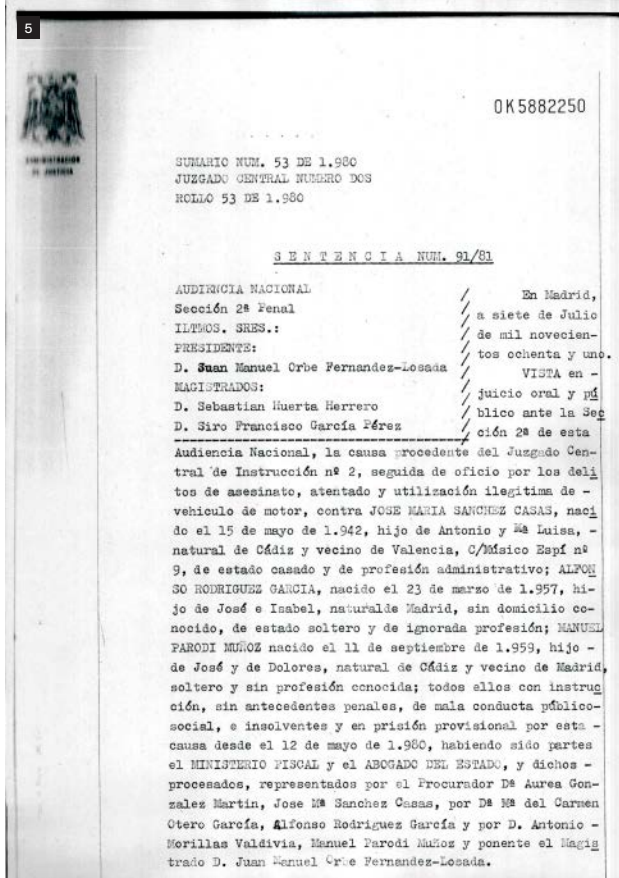 5
OK5882250
ADMINISTRACION
DE JUSTICIA
SUMARIO NUM. 53 DE 1.980
JUZGADO CENTRAL NUMERO DOS
ROLLO 53 DE 1.980
S E N T E N C I A NUM. 91/81
AUDIENCIA NACIONAL
Sección 2ª Penal
ILTMOS. SRES.:
PRESIDENTE:
D. Juan Manuel Orbe Fernandez-Losada
MAGISTRADOS:
D. Sebastian Huerta Herrero
D. Siro Francisco García Pérez
En Madrid,
a siete de Julio
de mil novecien-
tos ochenta y uno.
VISTA en -
juicio oral y pú
blico ante la Sec
ción 2ª de esta
Audiencia Nacional, la causa procedente del Juzgado Cen-
tral de Instrucción nº 2, seguida de oficio por los deli
tos de asesinato, atentado y utilización ilegitima de -
vehiculo de motor, contra JOSE MARIA SANCHEZ CASAS, naci
do el 15 de mayo de 1.942, hijo de Antonio y Mª Luisa, -
natural de Cádiz y vecino de Valencia, C/Músico Espí nº
9, de estado casado y de profesión administrativo; ALFON
SO RODRIGUEZ GARCIA, nacido el 23 de marzo de 1.957, hi-
jo de José e Isabel, naturalde Madrid, sin domicilio co-
nocido, de estado soltero y de ignorada profesión; MANUEL
PARODI MUÑOZ nacido el 11 de septiembre de 1.959, hijo -
de José y de Dolores, natural de Cádiz y vecino de Madrid,
soltero y sin profesión conocida; todos ellos con instruc
ción, sin antecedentes penales, de mala conducta público-
social, e insolventes y en prisión provisional por esta -
causa desde el 12 de mayo de 1.980, habiendo sido partes
el MINISTERIO FISCAL y el ABOGADO DEL ESTADO, y dichos -
procesados, representados por el Procurador Dª Aurea Gon-
zalez Martin, Jose Mª Sanchez Casas, por Dª Mª del Carmen
Otero García, Alfonso Rodriguez García y por D. Antonio -
Morillas Valdivia, Manuel Parodi Muñoz y ponente el Magis
trado D. Juan Manuel Orbe Fernandez-Losada.